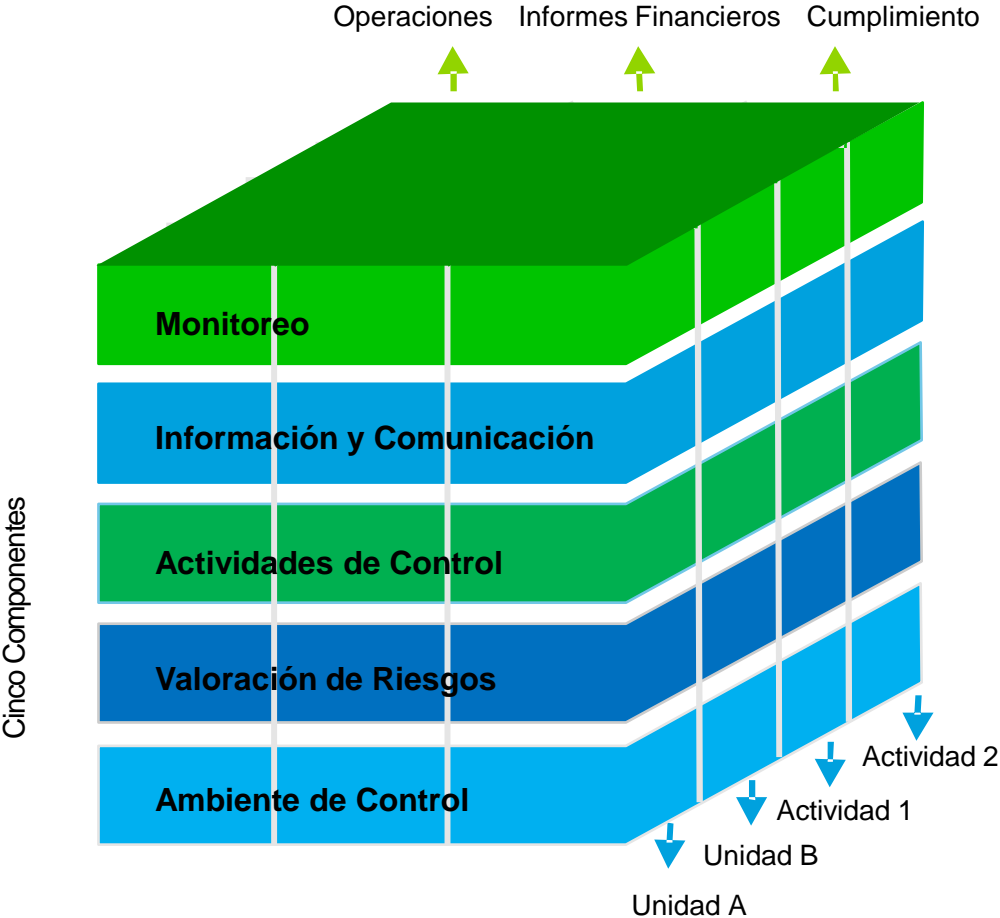 Operaciones Informes Financieros Cumplimiento
Monitoreo
Información y Comunicación
Actividades de Control
Valoración de Riesgos
Ambiente de Control
Cinco Componentes
Actividad 2
Actividad 1
Unidad B
Unidad A